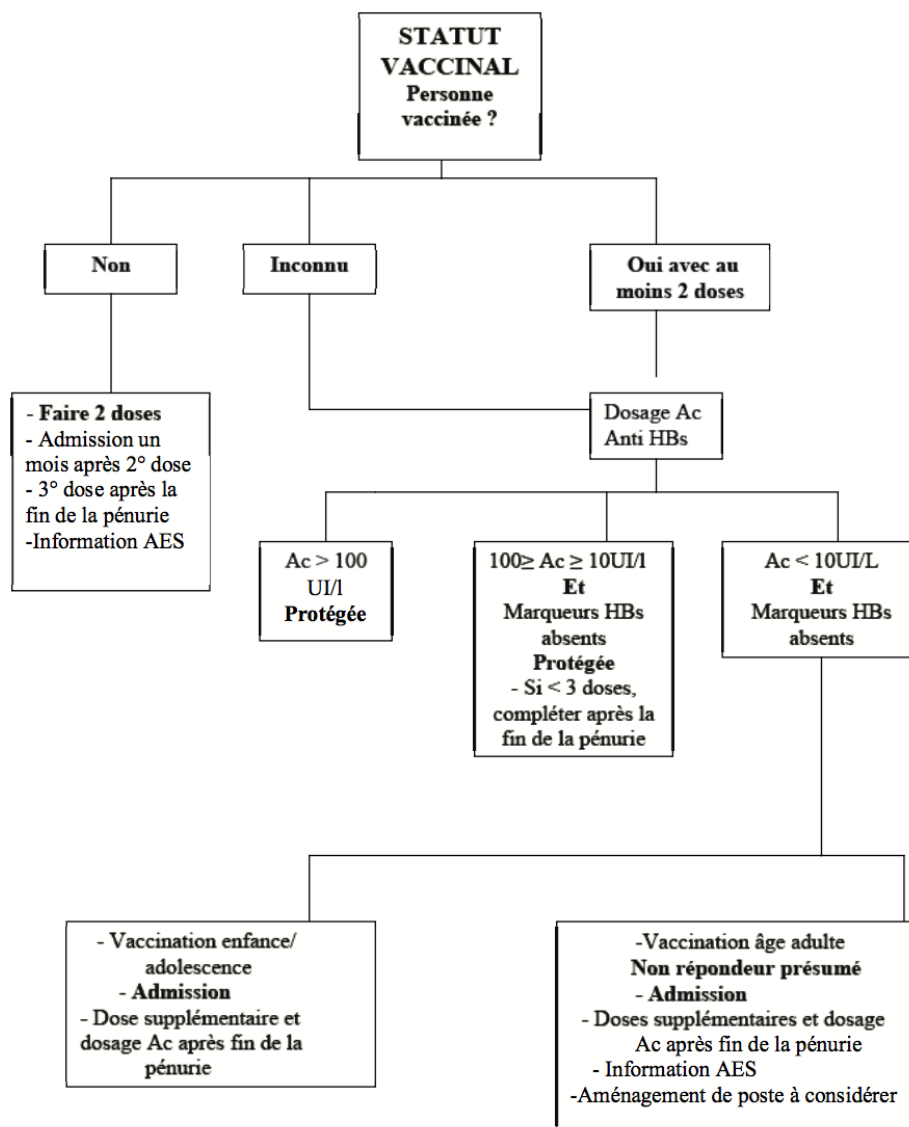 STATUT
VACCINAL
Personne
vaccinée ?
Non
Inconnu
Oui avec au
moins 2 doses
- Faire 2 doses
- Admission un
mois après 2° dose
- 3° dose après la
fin de la pénurie
-Information AES
Dosage Ac
Anti HBs
Ac > 100
UI/l
Protégée
100≥ Ac ≥ 10UI/l
Et
Marqueurs HBs
absents
Protégée
- Si < 3 doses,
compléter après la
fin de la pénurie
Ac < 10UI/L
Et
Marqueurs HBs
absents
- Vaccination enfance/
adolescence
- Admission
- Dose supplémentaire et
dosage Ac après fin de la
pénurie
-Vaccination âge adulte
Non répondeur présumé
- Admission
- Doses supplémentaires et dosage
Ac après fin de la pénurie
- Information AES
-Aménagement de poste à considérer